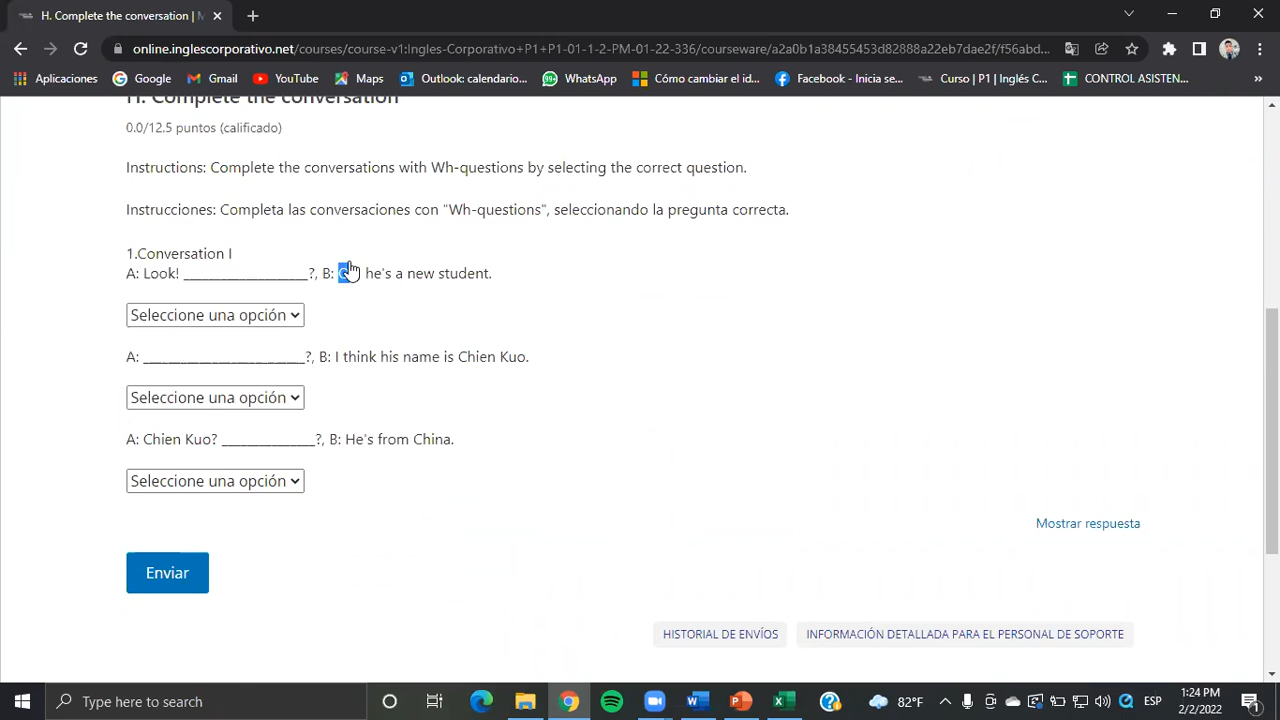 H. Complete the conversation | M
online.inglescorporativo.net/courses/course-v1:Ingles-Corporativo+P1+P1-01-1-2-PM-01-22-336/courseware/a2a0b1a38455453d82888a22eb7dae2f/f56abd...
Aplicaciones Google Gmail YouTube Maps Outlook: calendario... 99+ WhatsApp Cómo cambiar el id... Facebook - Inicia se... Curso | P1 | Inglés C... CONTROL ASISTEN... »
H. Complete the conversation
0.0/12.5 puntos (calificado)
Instructions: Complete the conversations with Wh-questions by selecting the correct question.
Instrucciones: Completa las conversaciones con "Wh-questions", seleccionando la pregunta correcta.
1.Conversation I
A: Look! ___________________?, B: he's a new student.
Seleccione una opción
A: _________________________?, B: I think his name is Chien Kuo.
Seleccione una opción
A: Chien Kuo? ______________?, B: He's from China.
Seleccione una opción
Mostrar respuesta
Enviar
HISTORIAL DE ENVÍOS INFORMACIÓN DETALLADA PARA EL PERSONAL DE SOPORTE
Type here to search 82°F ESP 1:24 PM
2/2/2022